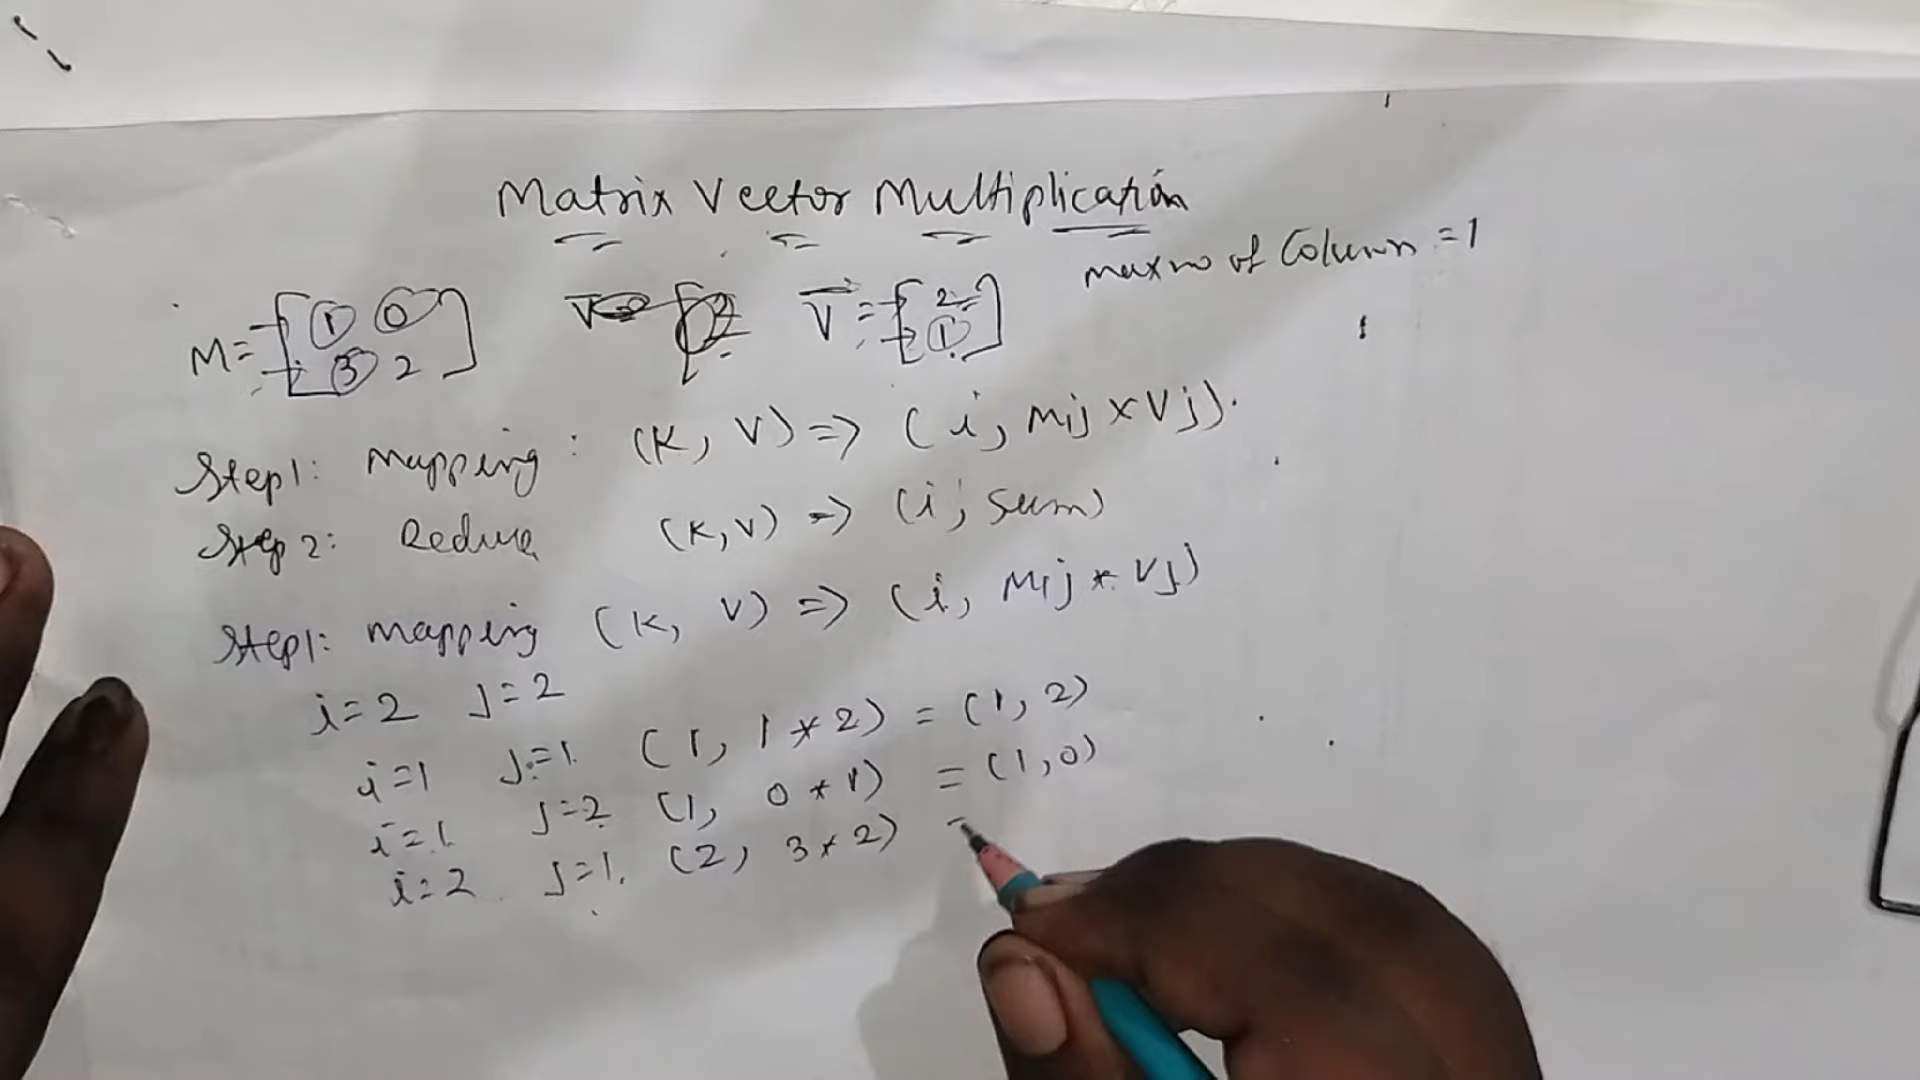 Matrix Vector Multiplication
max no of Column = 1
M = [1 0
3 2]
V = [2
1]
Step1: mapping : (K, V) => (i, Mij x Vj).
Step 2: Reduce (K, V) => (i, Sum)
Step1: mapping (K, V) => (i, Mij * Vj)
i=2 J=2
i=1 J=1. (1, 1*2) = (1, 2)
i=1. J=2 (1, 0*1) = (1,0)
i=2 J=1. (2, 3*2) =